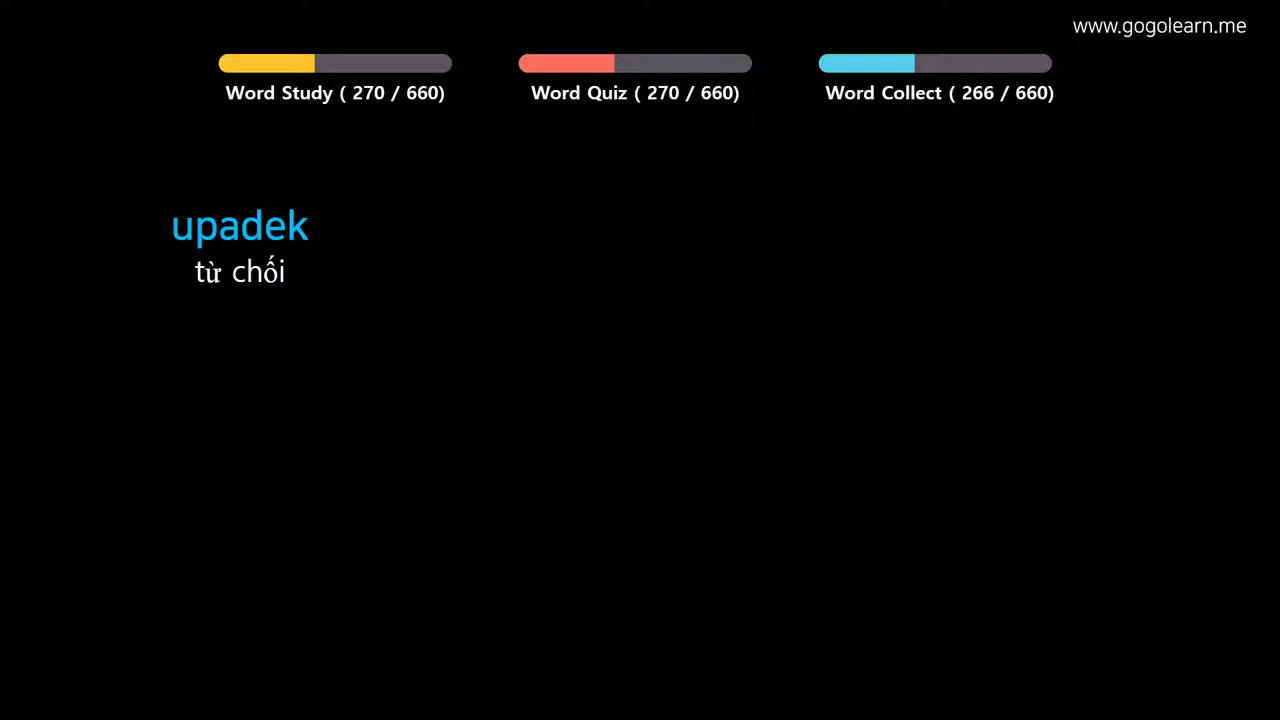 www.gogolearn.me
Word Study ( 270 / 660)
Word Quiz ( 270 / 660)
Word Collect ( 266 / 660)
upadek
từ chối